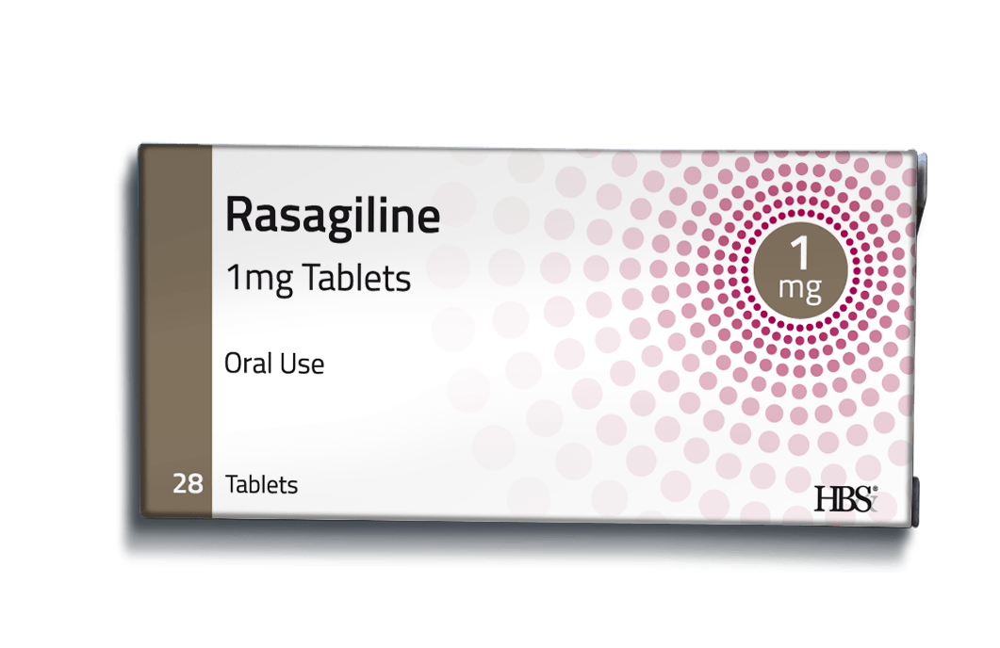 Rasagiline
1mg Tablets
Oral Use
28 Tablets
1
mg
HBS®